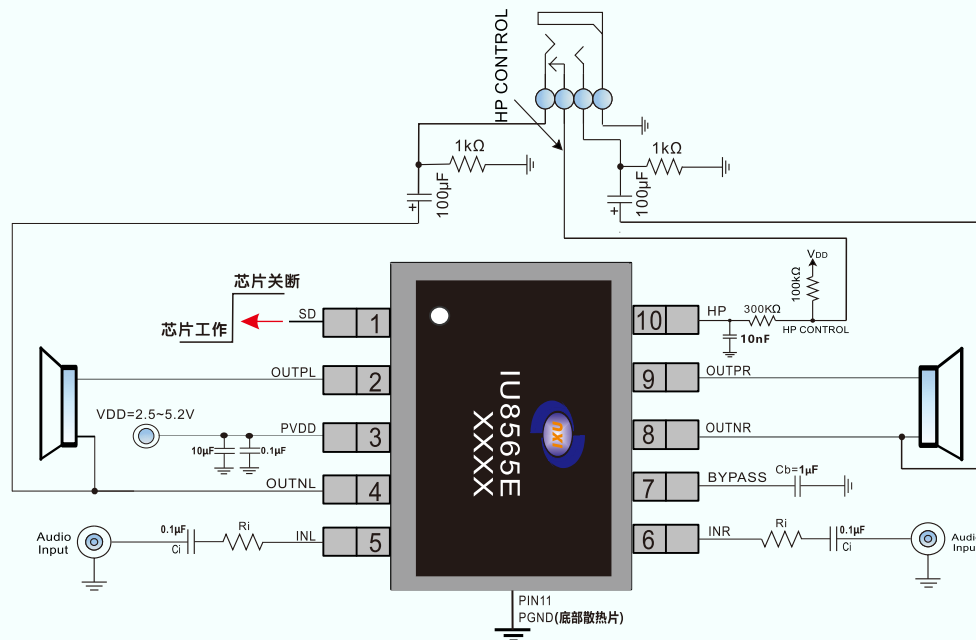 HP CONTROL
1kΩ
100μF
+
1kΩ
100μF
+
芯片关断
芯片工作
SD
1
OUTPL
2
VDD=2.5~5.2V
PVDD
3
10μF
0.1μF
OUTNL
4
Audio
Input
0.1μF
Ci
Ri
INL
5
IU8565E
XXXX
IXU
VDD
100kΩ
10
HP
300KΩ
HP CONTROL
10nF
9
OUTPR
8
OUTNR
7
BYPASS
Cb=1μF
6
INR
Ri
0.1μF
Ci
Audio
Input
PIN11
PGND(底部散热片)